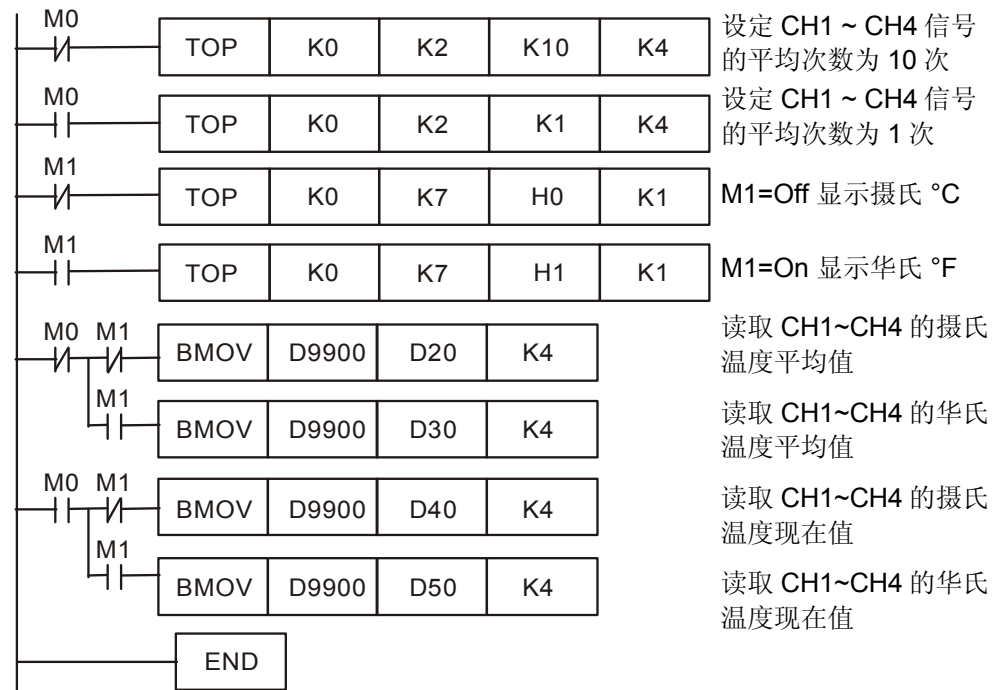 M0
TOP K0 K2 K10 K4
设定 CH1 ~ CH4 信号
的平均次数为 10 次
M0
TOP K0 K2 K1 K4
设定 CH1 ~ CH4 信号
的平均次数为 1 次
M1
TOP K0 K7 H0 K1
M1=Off 显示摄氏 °C
M1
TOP K0 K7 H1 K1
M1=On 显示华氏 °F
M0 M1
BMOV D9900 D20 K4
读取 CH1~CH4 的摄氏
温度平均值
M1
BMOV D9900 D30 K4
读取 CH1~CH4 的华氏
温度平均值
M0 M1
BMOV D9900 D40 K4
读取 CH1~CH4 的摄氏
温度现在值
M1
BMOV D9900 D50 K4
读取 CH1~CH4 的华氏
温度现在值
END